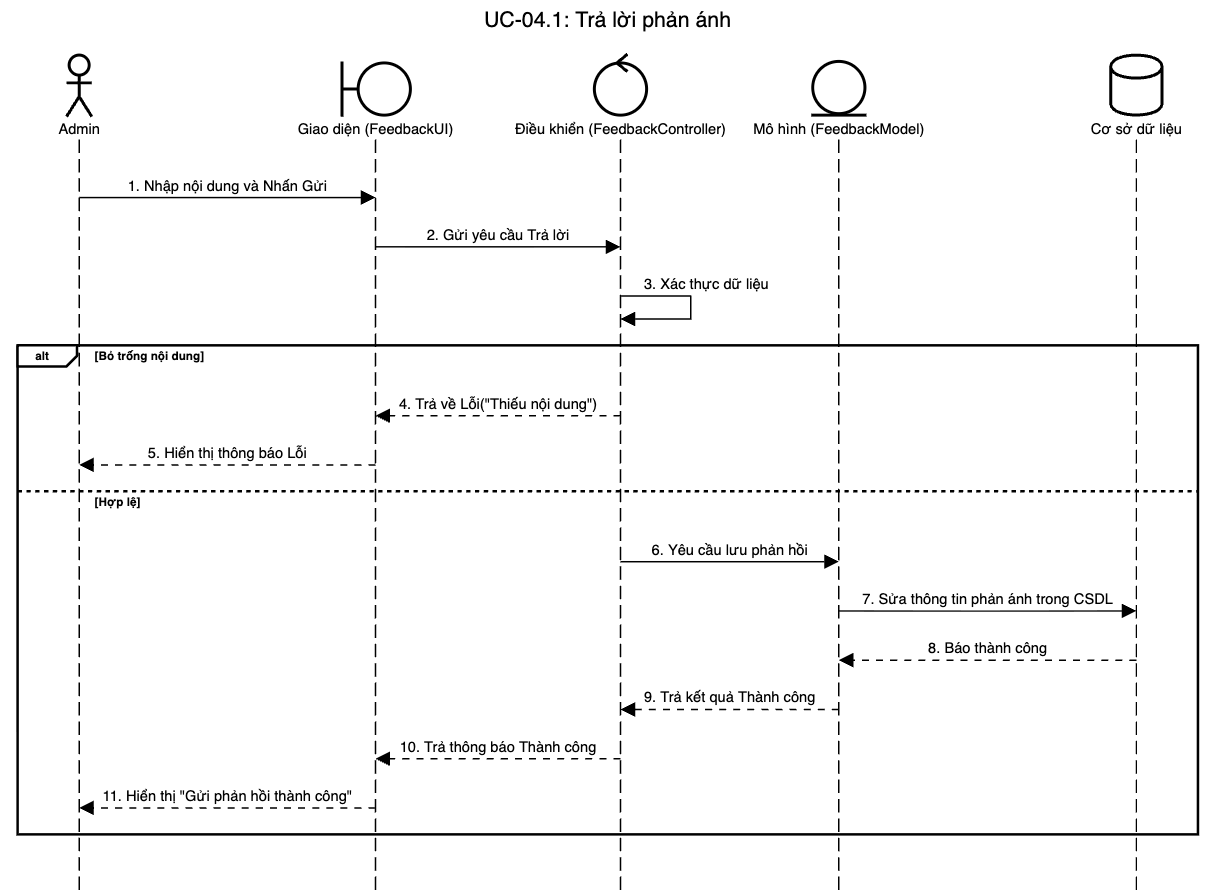 UC-04.1: Trả lời phản ánh
Admin
Giao diện (FeedbackUI)
Điều khiển (FeedbackController)
Mô hình (FeedbackModel)
Cơ sở dữ liệu
1. Nhập nội dung và Nhấn Gửi
2. Gửi yêu cầu Trả lời
3. Xác thực dữ liệu
alt
[Bỏ trống nội dung]
4. Trả về Lỗi("Thiếu nội dung")
5. Hiển thị thông báo Lỗi
[Hợp lệ]
6. Yêu cầu lưu phản hồi
7. Sửa thông tin phản ánh trong CSDL
8. Báo thành công
9. Trả kết quả Thành công
10. Trả thông báo Thành công
11. Hiển thị "Gửi phản hồi thành công"